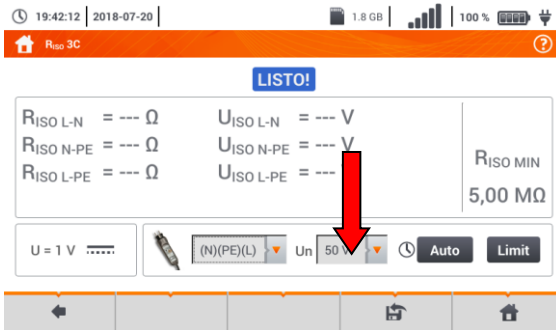 19:42:12 2018-07-20 1.8 GB 100 %
RISO 3C ?
LISTO!
RISO L-N = --- Ω UISO L-N = --- V
RISO N-PE = --- Ω UISO N-PE = --- V
RISO L-PE = --- Ω UISO L-PE = ---
RISO MIN
5,00 MΩ
U = 1 V (N)(PE)(L) Un 50 V Auto Limit